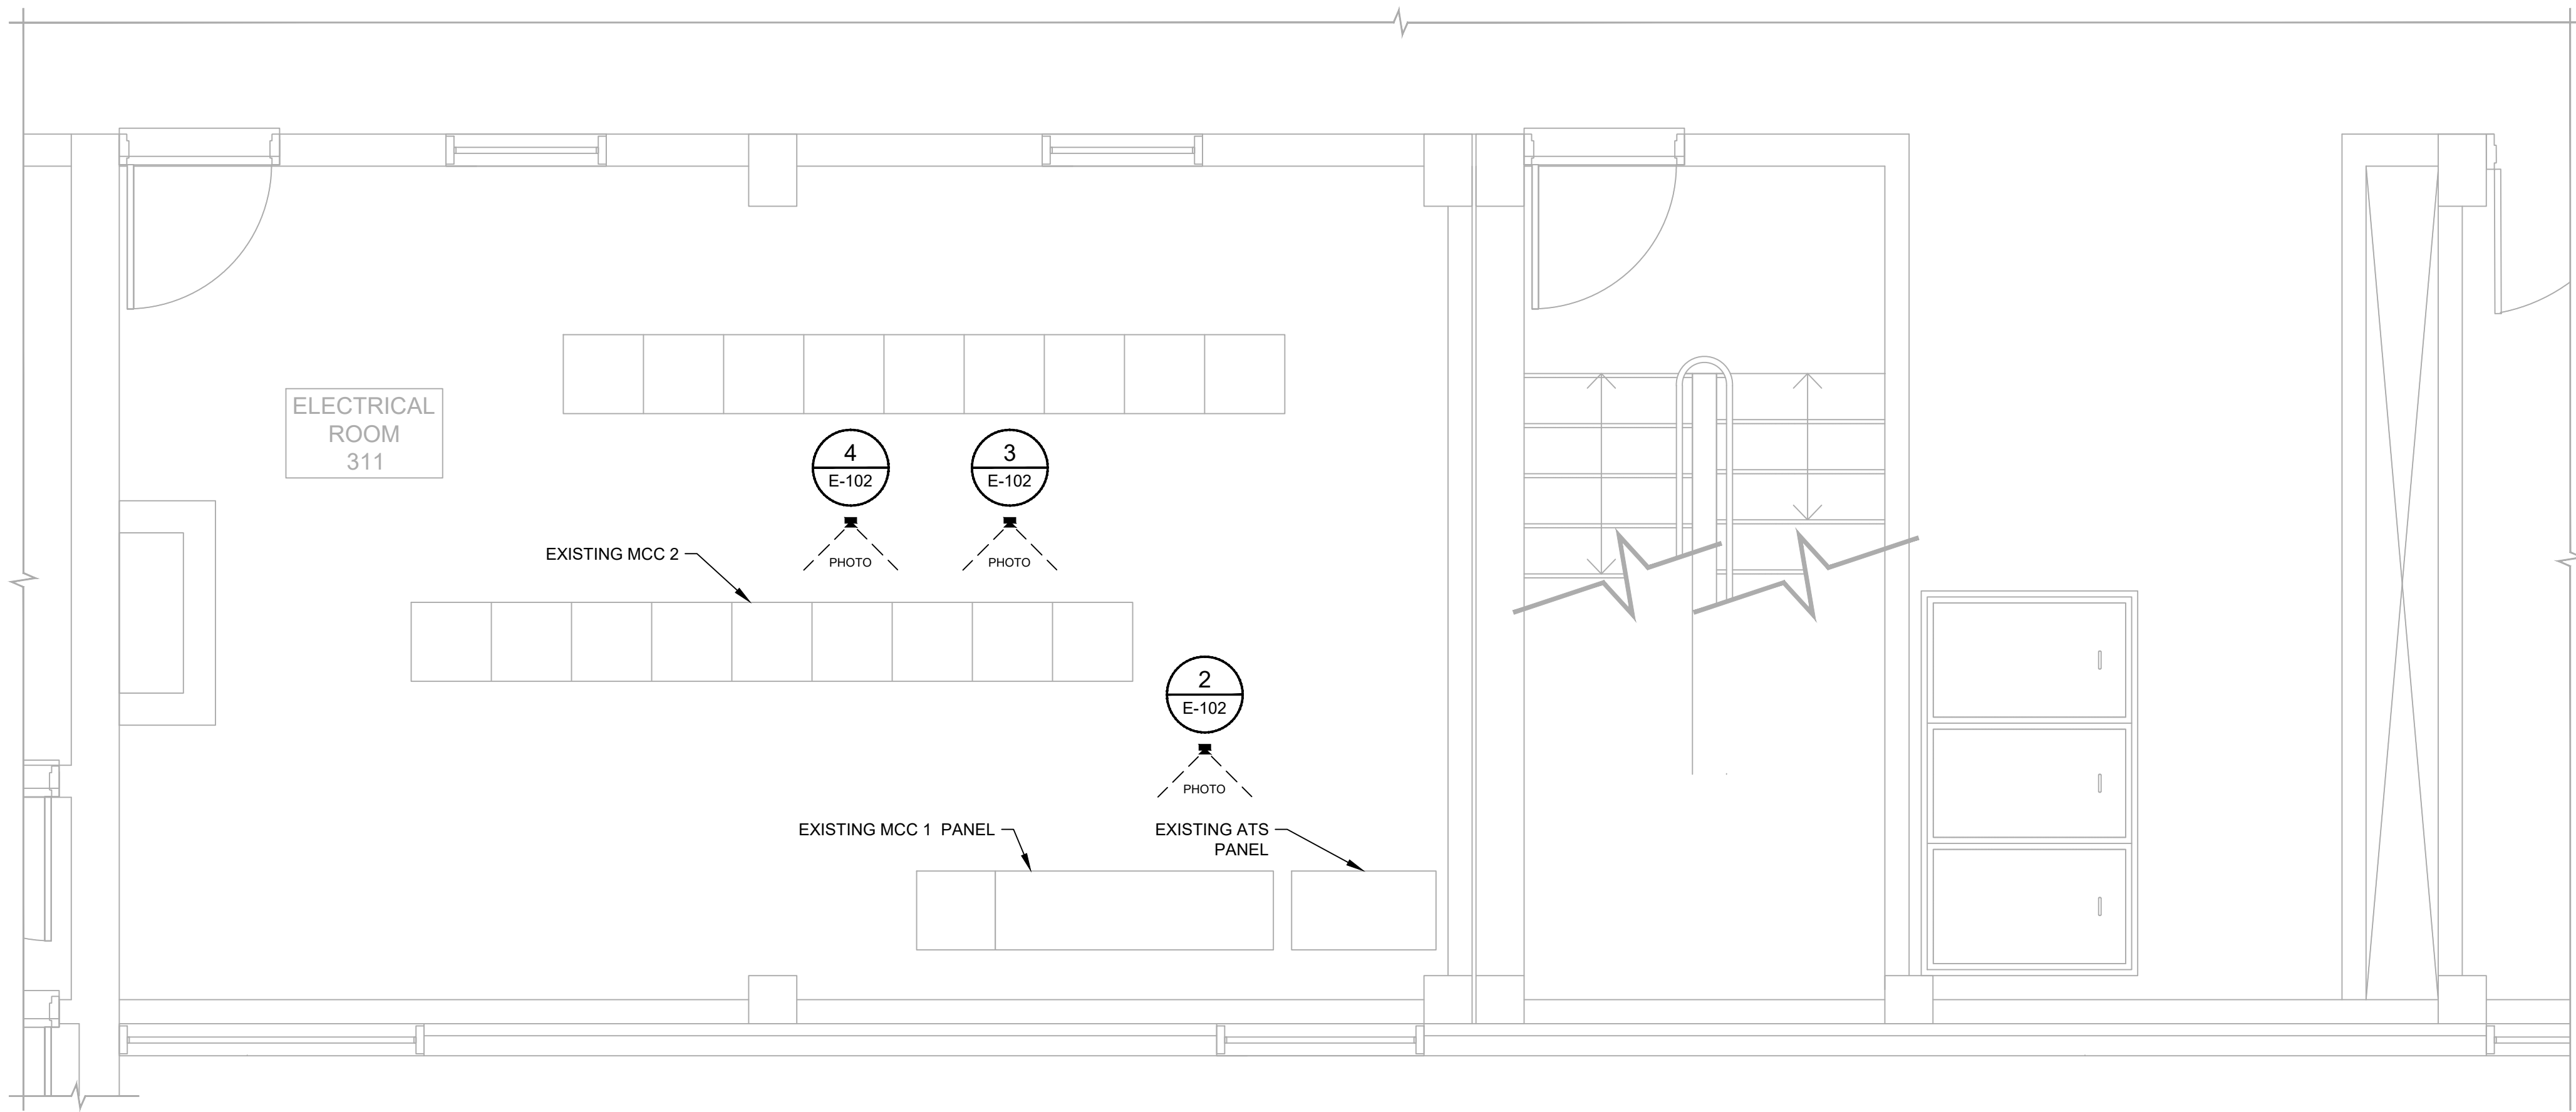 ELECTRICAL
ROOM
311
4
E-102
3
E-102
PHOTO
PHOTO
EXISTING MCC 2
2
E-102
PHOTO
EXISTING MCC 1  PANEL
EXISTING ATS
PANEL